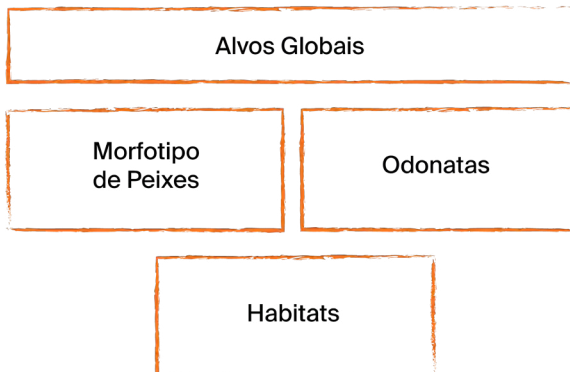 Alvos Globais
Morfotipo
de Peixes
Odonatas
Habitats